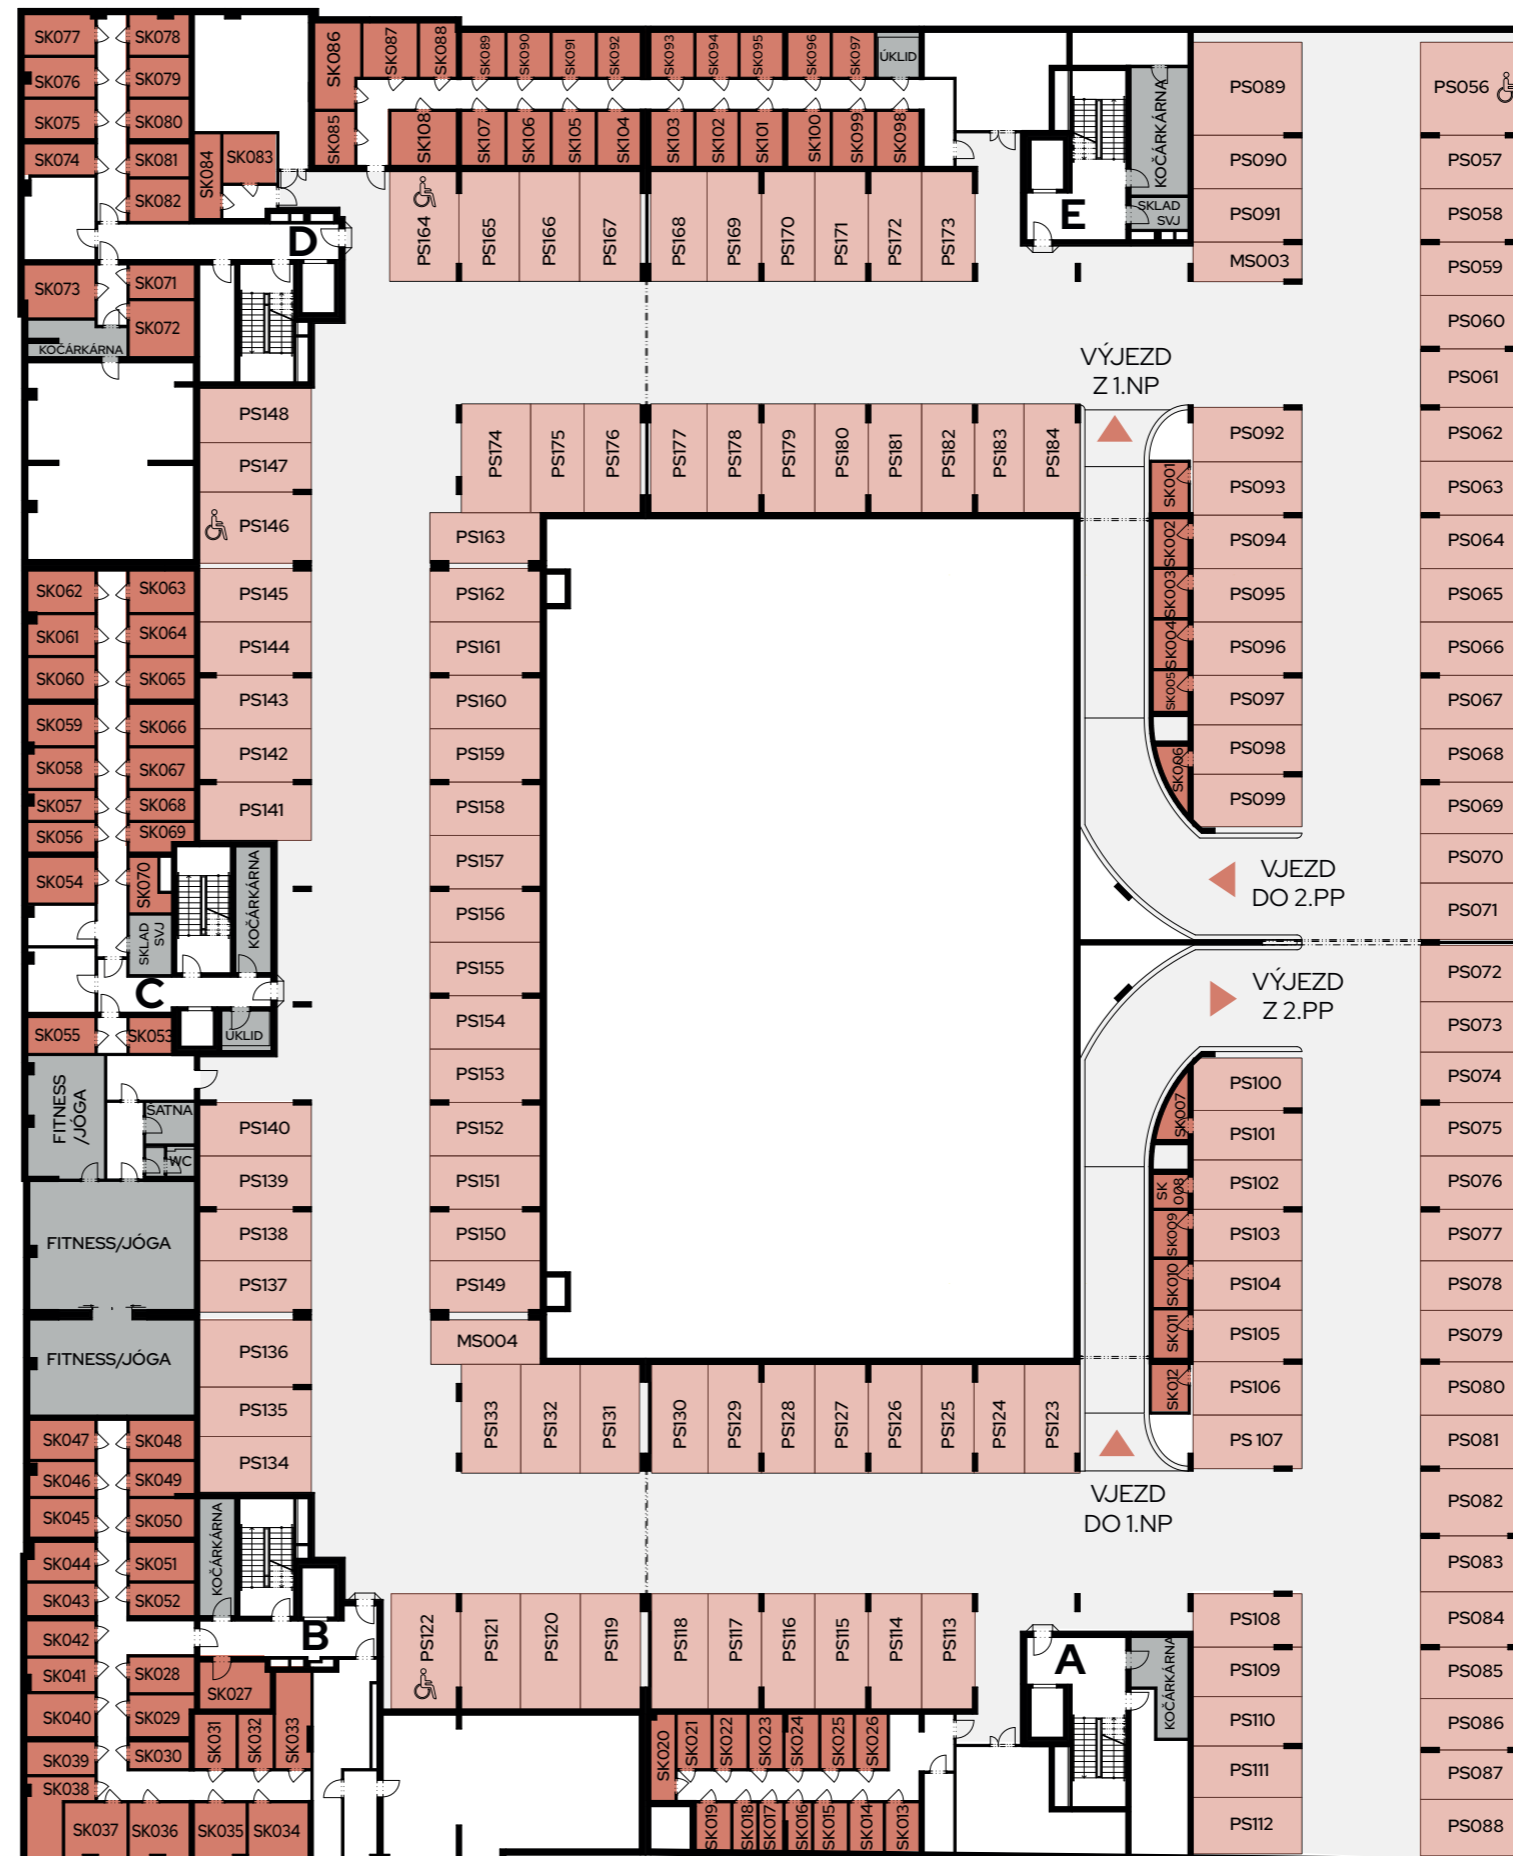 SK077
SK078
SK076
SK079
SK075
SK080
SK074
SK081
SK082
SK084
SK083
SK086
SK087
SK088
SK089
SK090
SK091
SK092
SK093
SK094
SK095
SK096
SK097
ÚKLID
SK085
SK108
SK107
SK106
SK105
SK104
SK103
SK102
SK101
SK100
SK099
SK098
KOČÁRKÁRNA
SKLAD
SVJ
E
D
PS089
PS090
PS091
MS003
PS056
PS057
PS058
PS059
PS060
PS061
PS062
PS063
PS064
PS065
PS066
PS067
PS068
PS069
PS070
PS071
PS164
PS165
PS166
PS167
PS168
PS169
PS170
PS171
PS172
PS173
SK073
SK071
SK072
KOČÁRKÁRNA
VÝJEZD
Z 1.NP
PS148
PS147
PS146
PS145
PS144
PS143
PS142
PS141
PS174
PS175
PS176
PS177
PS178
PS179
PS180
PS181
PS182
PS183
PS184
PS163
PS162
PS161
PS160
PS159
PS158
PS157
PS156
PS155
PS154
PS153
PS152
PS151
PS150
PS149
MS004
SK001
SK002
SK003
SK004
SK005
SK006
PS092
PS093
PS094
PS095
PS096
PS097
PS098
PS099
VJEZD
DO 2.PP
SK062
SK063
SK061
SK064
SK060
SK065
SK059
SK066
SK058
SK067
SK057
SK068
SK056
SK069
SK054
SK070
SKLAD
SVJ
KOČÁRKÁRNA
C
SK055
SK053
ÚKLID
FITNESS
/JÓGA
ŠATNA
WC
FITNESS/JÓGA
FITNESS/JÓGA
PS140
PS139
PS138
PS137
PS136
PS135
PS134
VÝJEZD
Z 2.PP
SK007
SK
008
SK009
SK010
SK011
SK012
PS100
PS101
PS102
PS103
PS104
PS105
PS106
PS 107
PS072
PS073
PS074
PS075
PS076
PS077
PS078
PS079
PS080
PS081
PS082
PS083
PS084
PS085
PS086
PS087
PS088
PS133
PS132
PS131
PS130
PS129
PS128
PS127
PS126
PS125
PS124
PS123
VJEZD
DO 1.NP
SK047
SK048
SK046
SK049
SK045
SK050
SK044
SK051
SK043
SK052
SK042
SK041
SK028
SK040
SK029
SK039
SK030
SK038
SK037
SK036
SK035
SK034
SK027
SK031
SK032
SK033
KOČÁRKÁRNA
B
PS122
PS121
PS120
PS119
PS118
PS117
PS116
PS115
PS114
PS113
A
KOČÁRKÁRNA
PS108
PS109
PS110
PS111
PS112
SK020
SK021
SK022
SK023
SK024
SK025
SK026
SK019
SK018
SK017
SK016
SK015
SK014
SK013